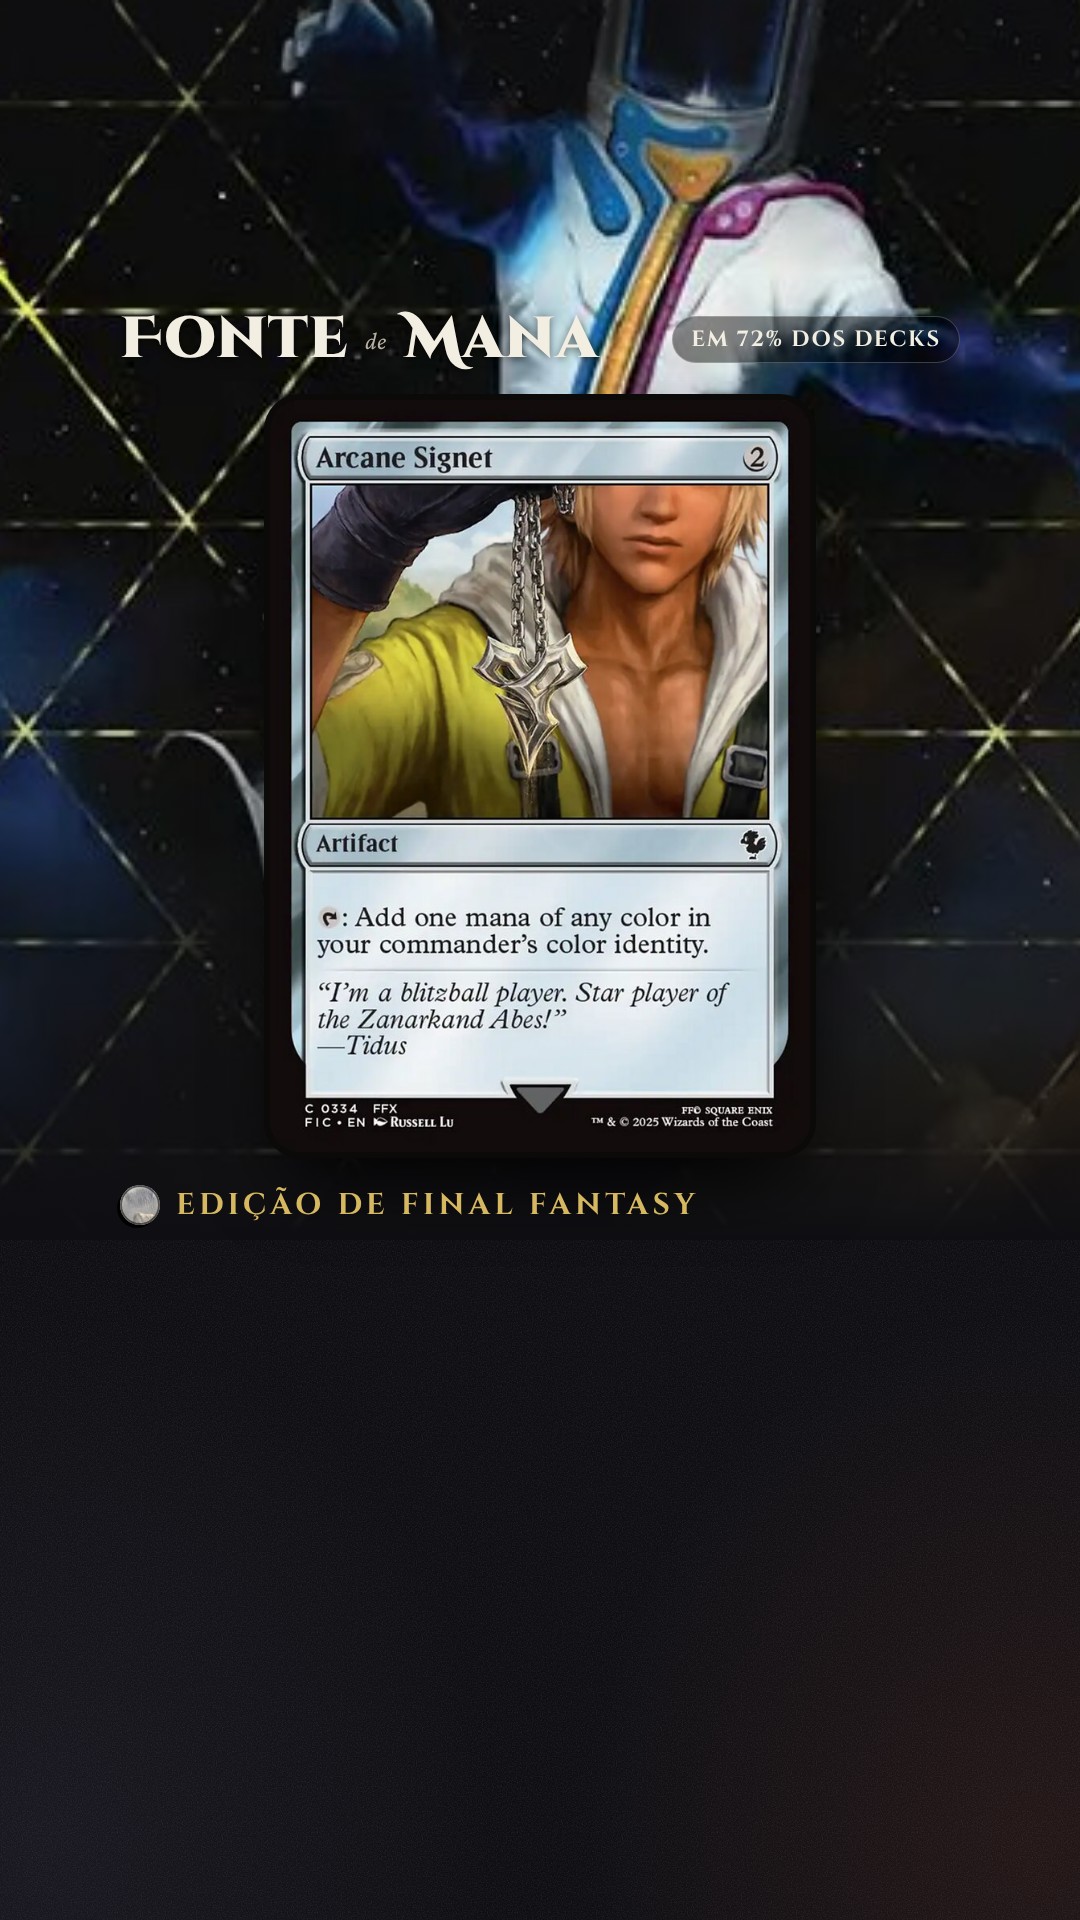 FONTE de MANA
EM 72% DOS DECKS
Arcane Signet 2
Artifact
: Add one mana of any color in
your commander's color identity.
“I'm a blitzball player. Star player of
the Zanarkand Abes!”
—Tidus
C 0334 FFX
FIC • EN Russell Lu
FF© SQUARE ENIX
™ & © 2025 Wizards of the Coast
EDIÇÃO DE FINAL FANTASY